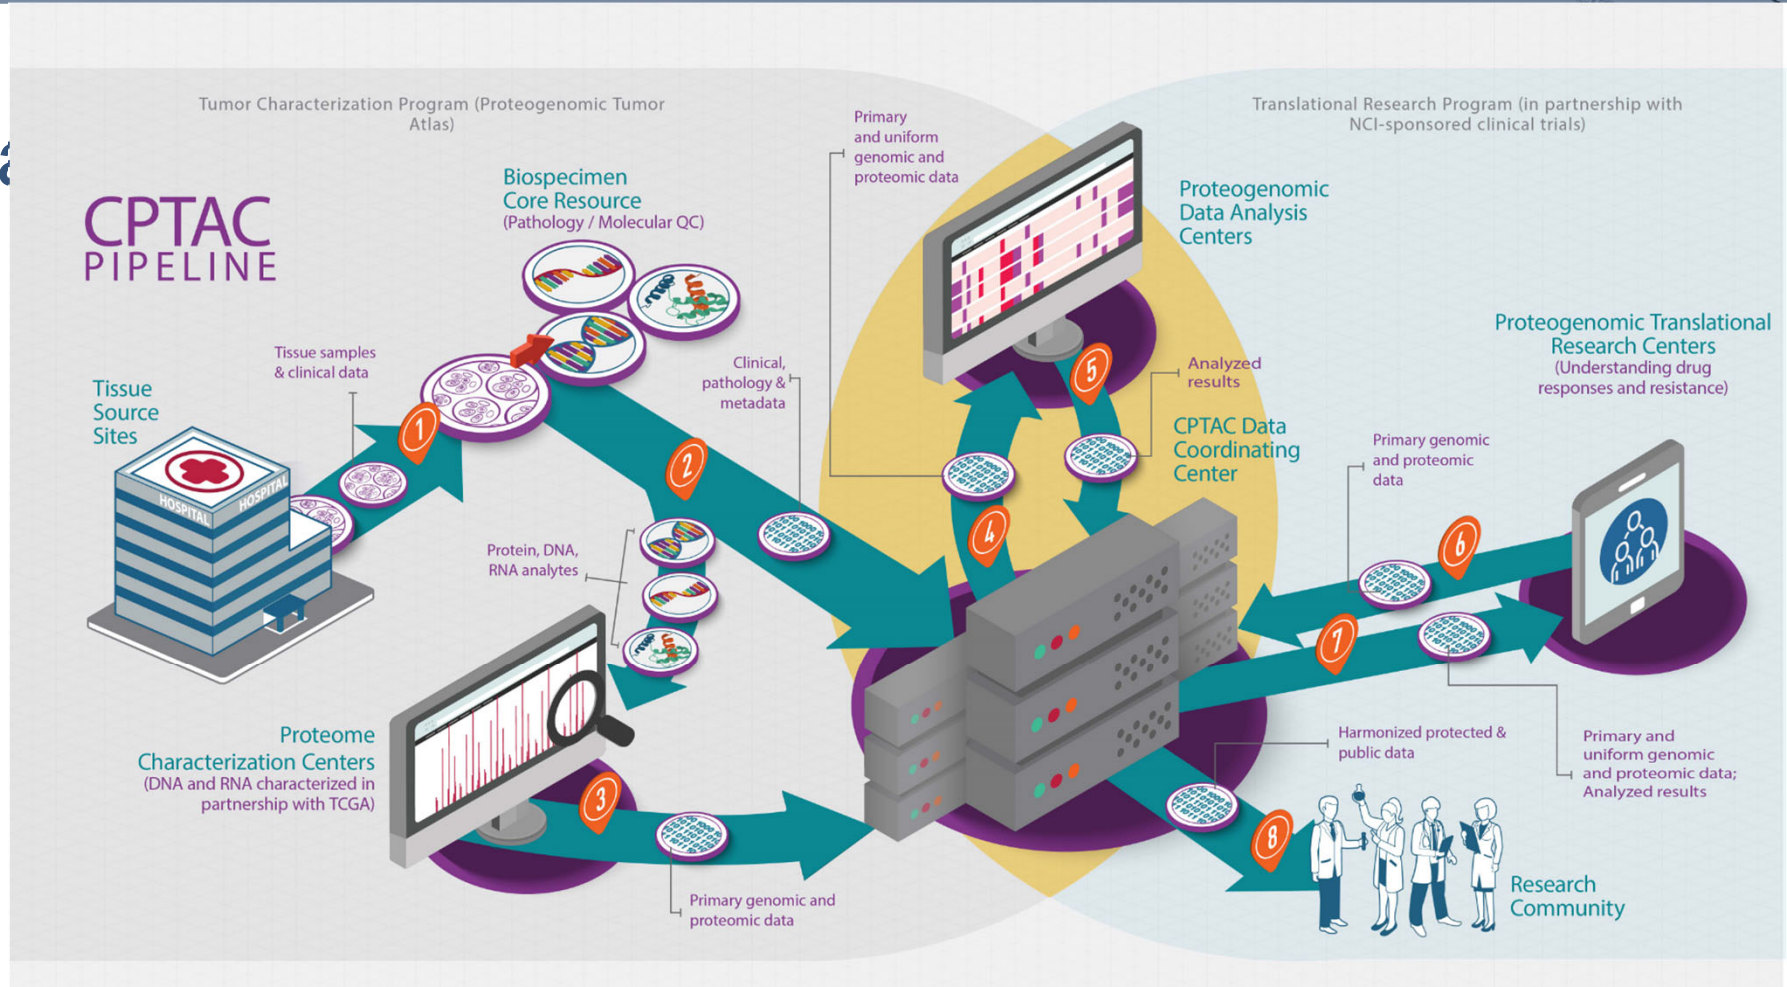 Tumor Characterization Program (Proteogenomic Tumor
Atlas)
Translational Research Program (in partnership with
NCI-sponsored clinical trials)
CPTAC
PIPELINE
Biospecimen
Core Resource
(Pathology / Molecular QC)
Primary
and uniform
genomic and
proteomic data
Proteogenomic
Data Analysis
Centers
Tissue samples
& clinical data
Tissue
Source
Sites
HOSPITAL
HOSPITAL
1
2
Clinical,
pathology &
metadata
5
Analyzed
results
CPTAC Data
Coordinating
Center
4
Proteogenomic Translational
Research Centers
(Understanding drug
responses and resistance)
Primary genomic
and proteomic
data
6
7
Protein, DNA,
RNA analytes
Proteome
Characterization Centers
(DNA and RNA characterized in
partnership with TCGA)
3
Primary genomic and
proteomic data
Harmonized protected &
public data
Primary and
uniform genomic
and proteomic data;
Analyzed results
8
Research
Community